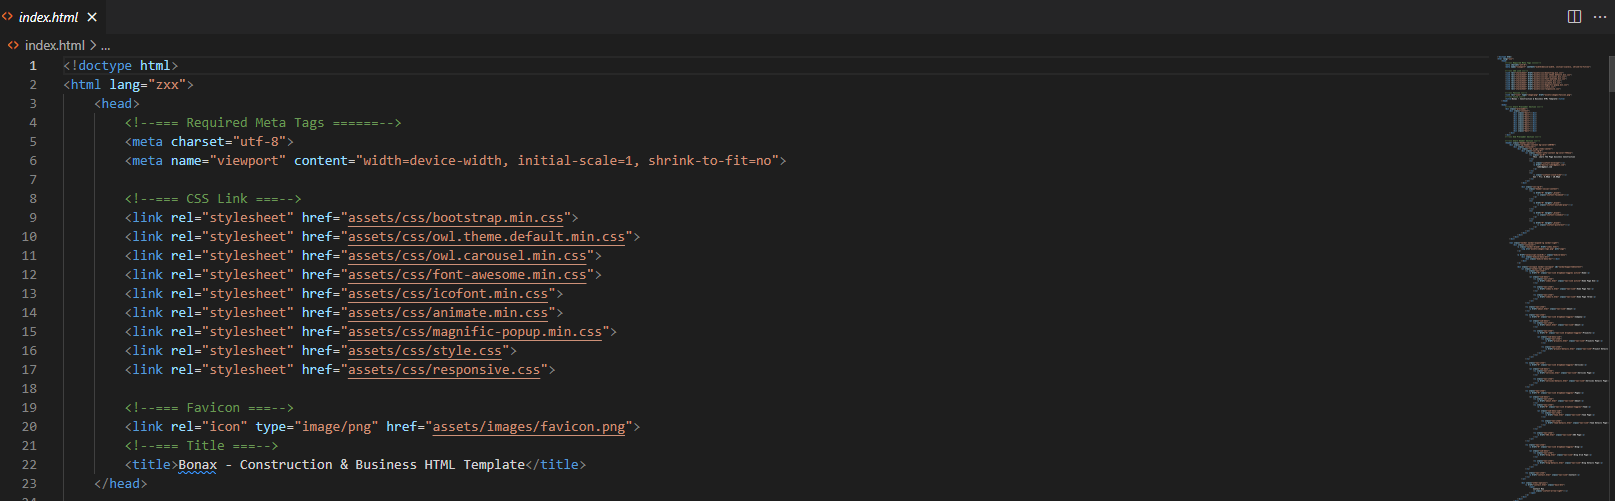 index.html
index.html > ...
1 <!doctype html>
2 <html lang="zxx">
3 <head>
4 <!--=== Required Meta Tags =======-->
5 <meta charset="utf-8">
6 <meta name="viewport" content="width=device-width, initial-scale=1, shrink-to-fit=no">
7
8 <!--=== CSS Link ===-->
9 <link rel="stylesheet" href="assets/css/bootstrap.min.css">
10 <link rel="stylesheet" href="assets/css/owl.theme.default.min.css">
11 <link rel="stylesheet" href="assets/css/owl.carousel.min.css">
12 <link rel="stylesheet" href="assets/css/font-awesome.min.css">
13 <link rel="stylesheet" href="assets/css/icofont.min.css">
14 <link rel="stylesheet" href="assets/css/animate.min.css">
15 <link rel="stylesheet" href="assets/css/magnific-popup.min.css">
16 <link rel="stylesheet" href="assets/css/style.css">
17 <link rel="stylesheet" href="assets/css/responsive.css">
18
19 <!--=== Favicon ===-->
20 <link rel="icon" type="image/png" href="assets/images/favicon.png">
21 <!--=== Title ===-->
22 <title>Bonax - Construction & Business HTML Template</title>
23 </head>